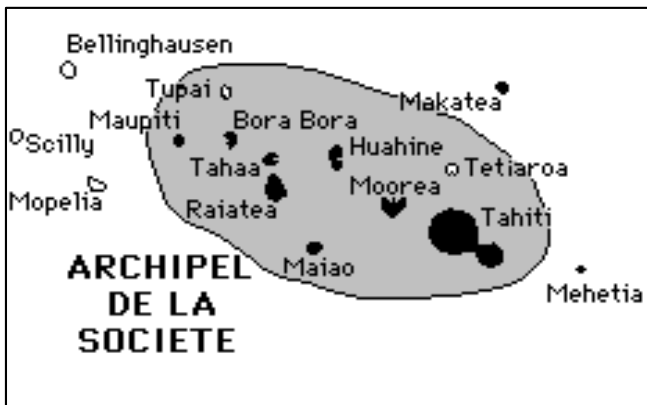 Bellinghausen
Tupai
Makatea
Maupiti
Bora Bora
Scilly
Huahine
Tahaa
Tetiaroa
Moorea
Mopelia
Raiatea
Tahiti
Maiao
Mehetia
ARCHIPEL
DE LA
SOCIETE